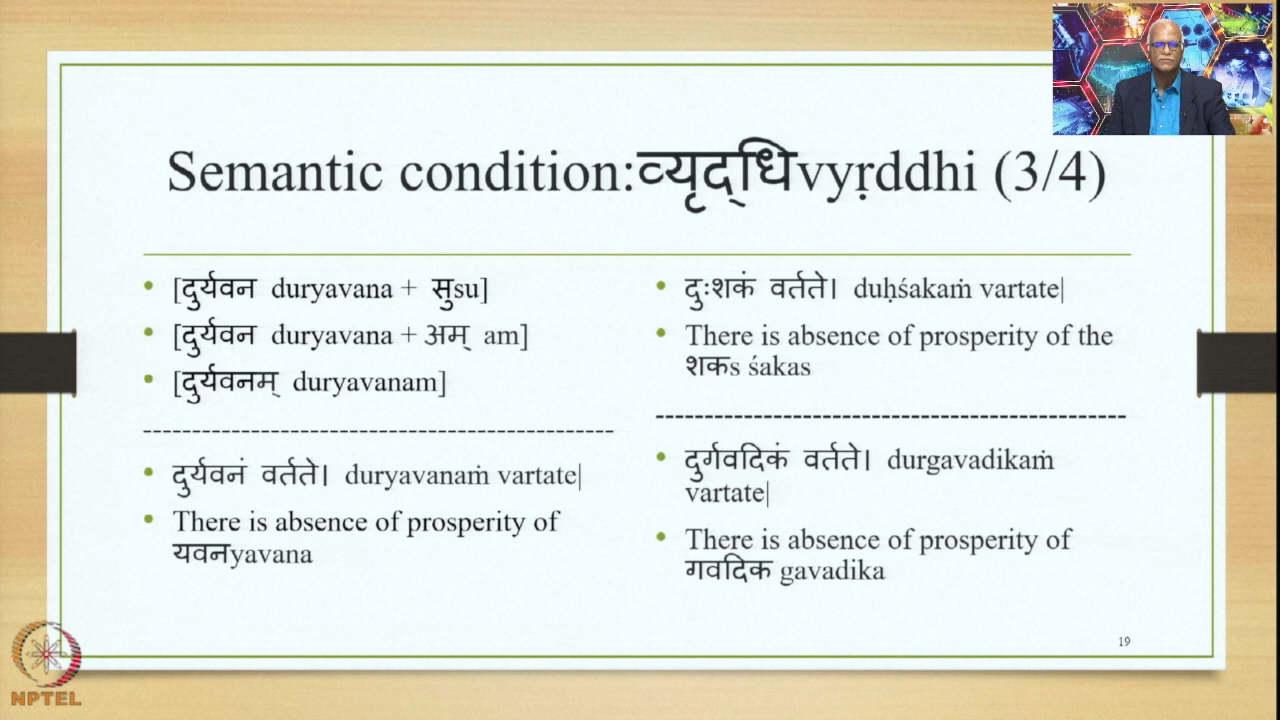 Semantic condition:व्यृद्धिvyṛddhi (3/4)
• [दुर्यवन duryavana + सुsu]
• [दुर्यवन duryavana + अम् am]
• [दुर्यवनम् duryavanam]
------------------------------------------------
• दुर्यवनं वर्तते। duryavanaṁ vartate|
• There is absence of prosperity of
यवनyavana
• दुःशकं वर्तते। duḥśakaṁ vartate|
• There is absence of prosperity of the
शकs śakas
------------------------------------------------
• दुर्गवदिकं वर्तते। durgavadikaṁ
vartate|
• There is absence of prosperity of
गवदिक gavadika
19
NPTEL